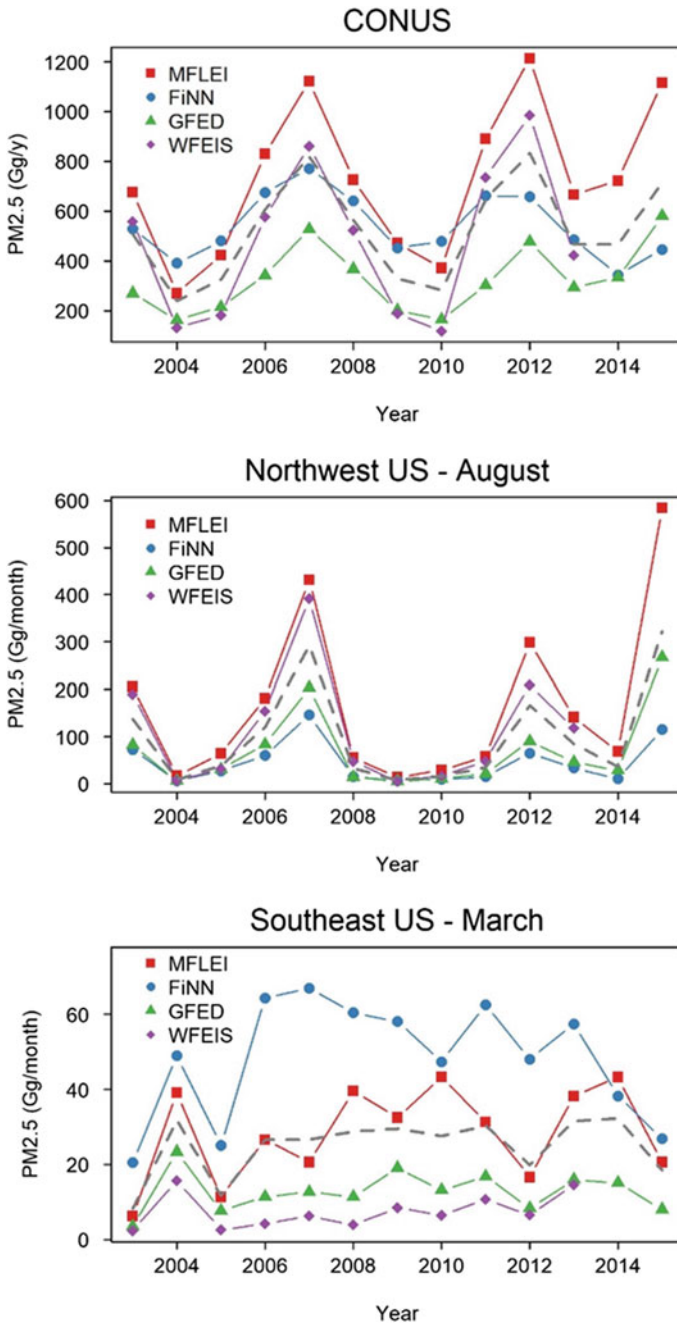 CONUS
PM2.5 (Gg/y)
1200
1000
800
600
400
200
MFLEI
FiNN
GFED
WFEIS
2004 2006 2008 2010 2012 2014
Year
Northwest US - August
PM2.5 (Gg/month)
600
500
400
300
200
100
0
MFLEI
FiNN
GFED
WFEIS
2004 2006 2008 2010 2012 2014
Year
Southeast US - March
PM2.5 (Gg/month)
60
40
20
0
MFLEI
FiNN
GFED
WFEIS
2004 2006 2008 2010 2012 2014
Year